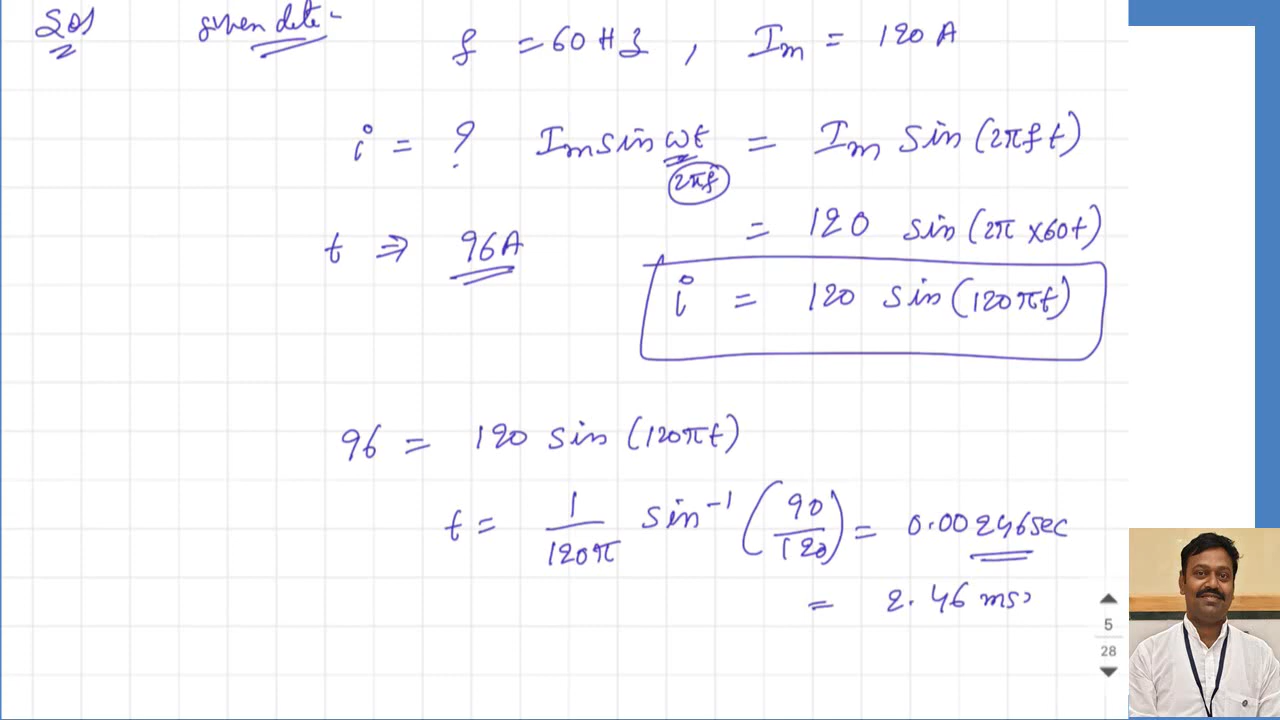 Sol given data -
f = 60 Hz , Im = 120 A
i = ? Im sin ωt = Im sin (2πft)
2πf
= 120 sin (2π × 60t)
t ⇒ 96A
i = 120 sin (120πt)
96 = 120 sin (120πt)
t = 1/120π sin⁻¹ (90/120) = 0.00246 sec
= 2.46 ms
5
28